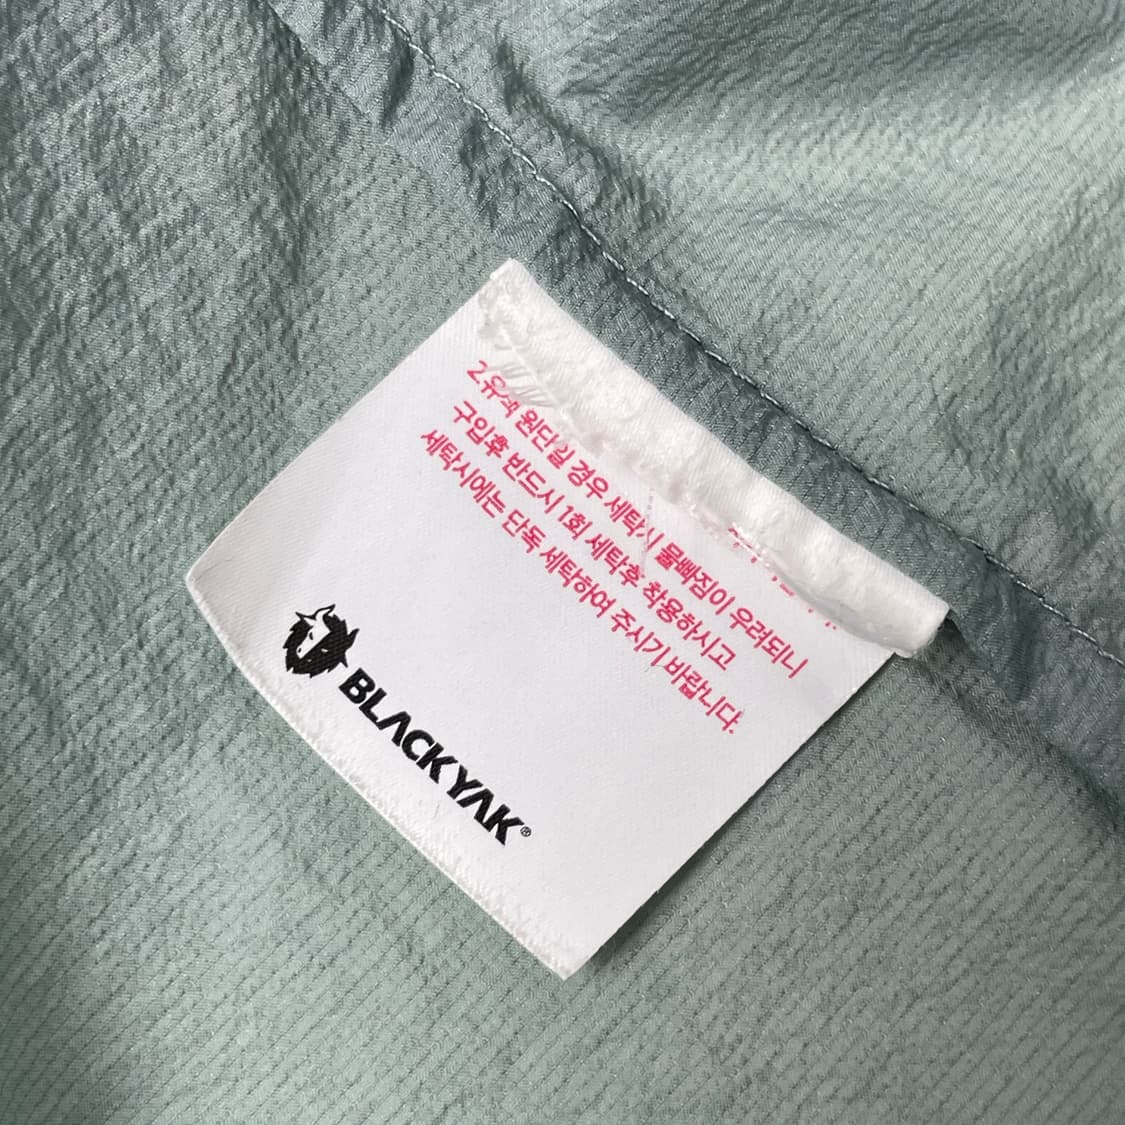 2.유색 원단일 경우 세탁시 물빠짐이 우려되니
구입후 반드시 1회 세탁후 착용하시고
세탁시에는 단독 세탁하여 주시기 바랍니다.
BLACKYAK®